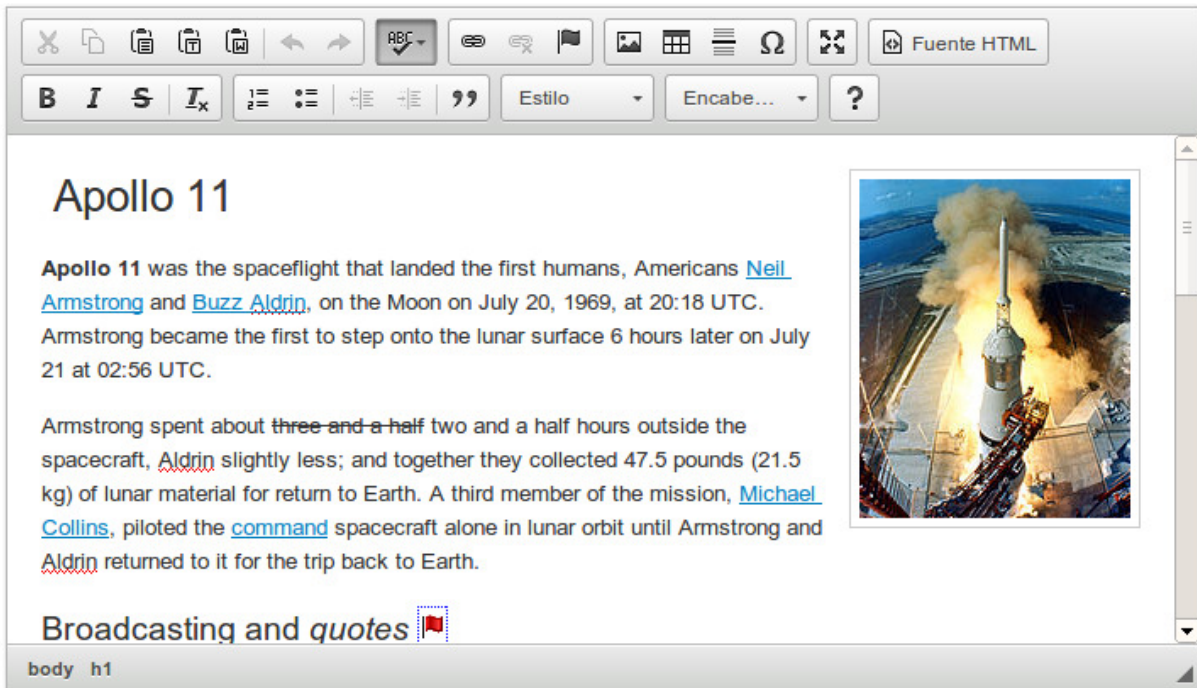 ABC
Ω
Fuente HTML
B I S Tx
Estilo
Encabe...
?
Apollo 11
Apollo 11 was the spaceflight that landed the first humans, Americans Neil
Armstrong and Buzz Aldrin, on the Moon on July 20, 1969, at 20:18 UTC.
Armstrong became the first to step onto the lunar surface 6 hours later on July
21 at 02:56 UTC.
Armstrong spent about three and a half two and a half hours outside the
spacecraft, Aldrin slightly less; and together they collected 47.5 pounds (21.5
kg) of lunar material for return to Earth. A third member of the mission, Michael
Collins, piloted the command spacecraft alone in lunar orbit until Armstrong and
Aldrin returned to it for the trip back to Earth.
Broadcasting and quotes
body h1